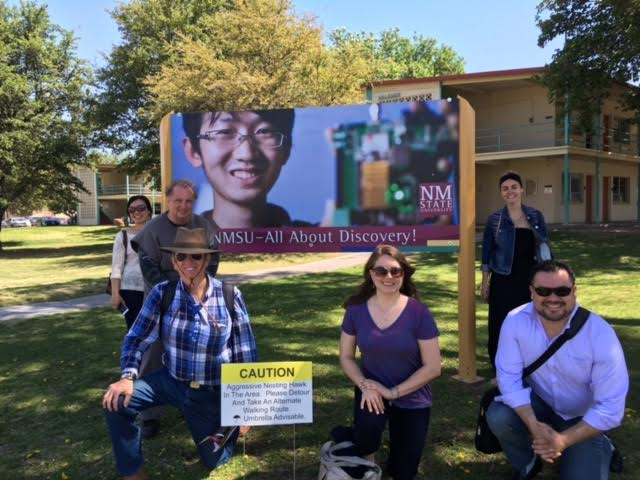 NM
STATE
UNIVERSITY
NMSU-All About Discovery!
CAUTION
Aggressive Nesting Hawk
In The Area. Please Detour
And Take An Alternate
Walking Route.
Umbrella Advisable.